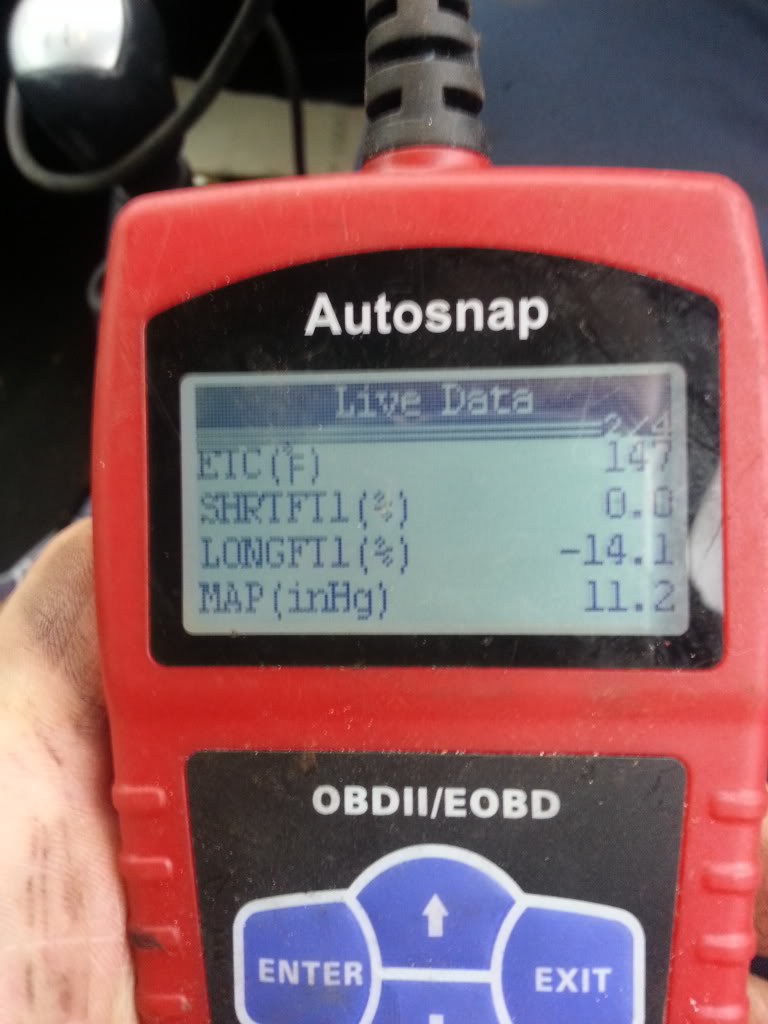 Autosnap
Live Data
2/4
ETC(°F) 147
SHRTFT1(%) 0.0
LONGFT1(%) -14.1
MAP(inHg) 11.2
OBDII/EOBD
ENTER
EXIT